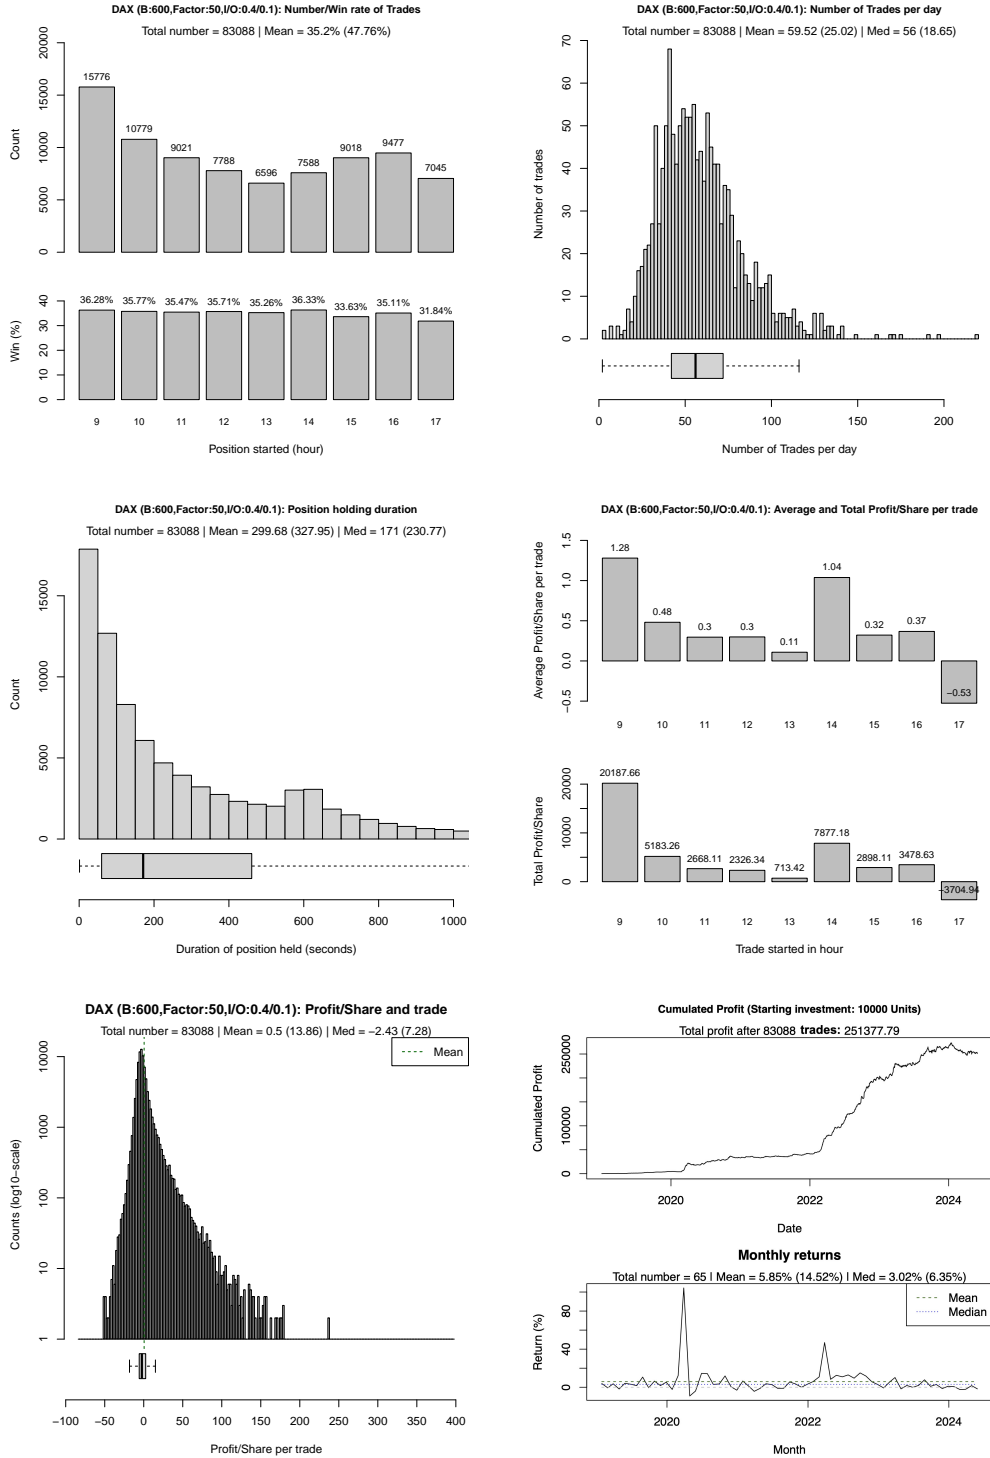 DAX (B:600,Factor:50,I/O:0.4/0.1): Number/Win rate of Trades
Total number = 83088 | Mean = 35.2% (47.76%)
Count
0
5000
10000
15000
20000
15776
10779
9021
7788
6596
7588
9018
9477
7045
Win (%)
0
10
20
30
40
36.28%
35.77%
35.47%
35.71%
35.26%
36.33%
33.63%
35.11%
31.84%
9 10 11 12 13 14 15 16 17
Position started (hour)
DAX (B:600,Factor:50,I/O:0.4/0.1): Number of Trades per day
Total number = 83088 | Mean = 59.52 (25.02) | Med = 56 (18.65)
Number of trades
0
10
20
30
40
50
60
70
0 50 100 150 200
Number of Trades per day
DAX (B:600,Factor:50,I/O:0.4/0.1): Position holding duration
Total number = 83088 | Mean = 299.68 (327.95) | Med = 171 (230.77)
Count
0
5000
10000
15000
0 200 400 600 800 1000
Duration of position held (seconds)
DAX (B:600,Factor:50,I/O:0.4/0.1): Average and Total Profit/Share per trade
Average Profit/Share per trade
−0.5
0.0
0.5
1.0
1.5
1.28
0.48
0.3
0.3
0.11
1.04
0.32
0.37
−0.53
9 10 11 12 13 14 15 16 17
Total Profit/Share
0
10000
20000
20187.66
5183.26
2668.11
2326.34
713.42
7877.18
2898.11
3478.63
−3704.94
9 10 11 12 13 14 15 16 17
Trade started in hour
DAX (B:600,Factor:50,I/O:0.4/0.1): Profit/Share and trade
Total number = 83088 | Mean = 0.5 (13.86) | Med = −2.43 (7.28)
Mean
Counts (log10−scale)
1
10
100
1000
10000
−100 −50 0 50 100 150 200 250 300 350 400
Profit/Share per trade
Cumulated Profit (Starting investment: 10000 Units)
Total profit after 83088 trades: 251377.79
Cumulated Profit
0
100000
250000
2020 2022 2024
Date
Monthly returns
Total number = 65 | Mean = 5.85% (14.52%) | Med = 3.02% (6.35%)
Mean
Median
Return (%)
0
40
80
2020 2022 2024
Month